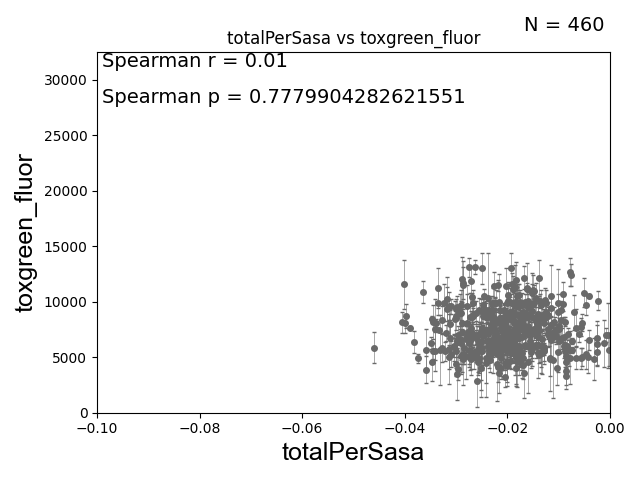 N = 460
totalPerSasa vs toxgreen_fluor
Spearman r = 0.01
Spearman p = 0.7779904282621551
toxgreen_fluor
30000
25000
20000
15000
10000
5000
0
−0.10 −0.08 −0.06 −0.04 −0.02 0.00
totalPerSasa